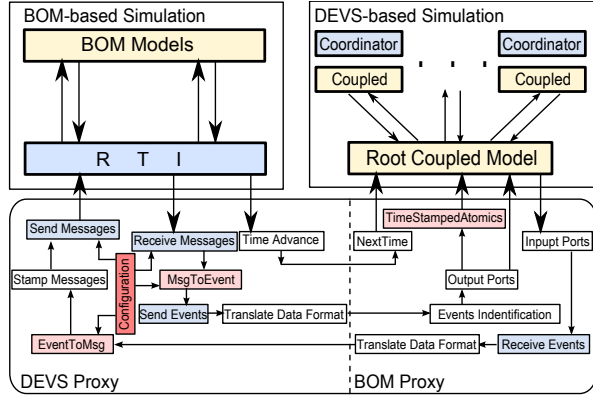 BOM-based Simulation
BOM Models
R T I
DEVS-based Simulation
Coordinator
Coordinator
Coupled
Coupled
Root Coupled Model
Send Messages
Receive Messages
Time Advance
NextTime
TimeStampedAtomics
Inpupt Ports
Stamp Messages
Configuration
MsgToEvent
Output Ports
Send Events
Translate Data Format
Events Indentification
EventToMsg
Translate Data Format
Receive Events
DEVS Proxy
BOM Proxy